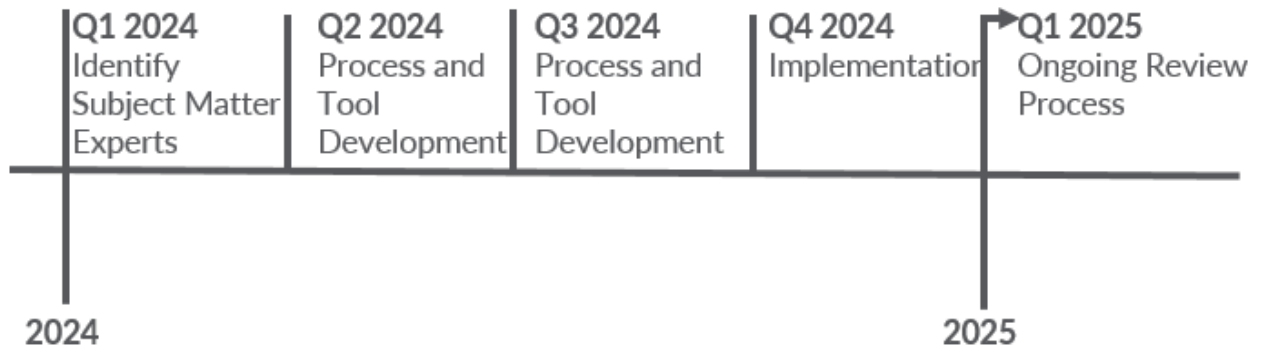 Q1 2024
Identify
Subject Matter
Experts
Q2 2024
Process and
Tool
Development
Q3 2024
Process and
Tool
Development
Q4 2024
Implementation
Q1 2025
Ongoing Review
Process
2024
2025